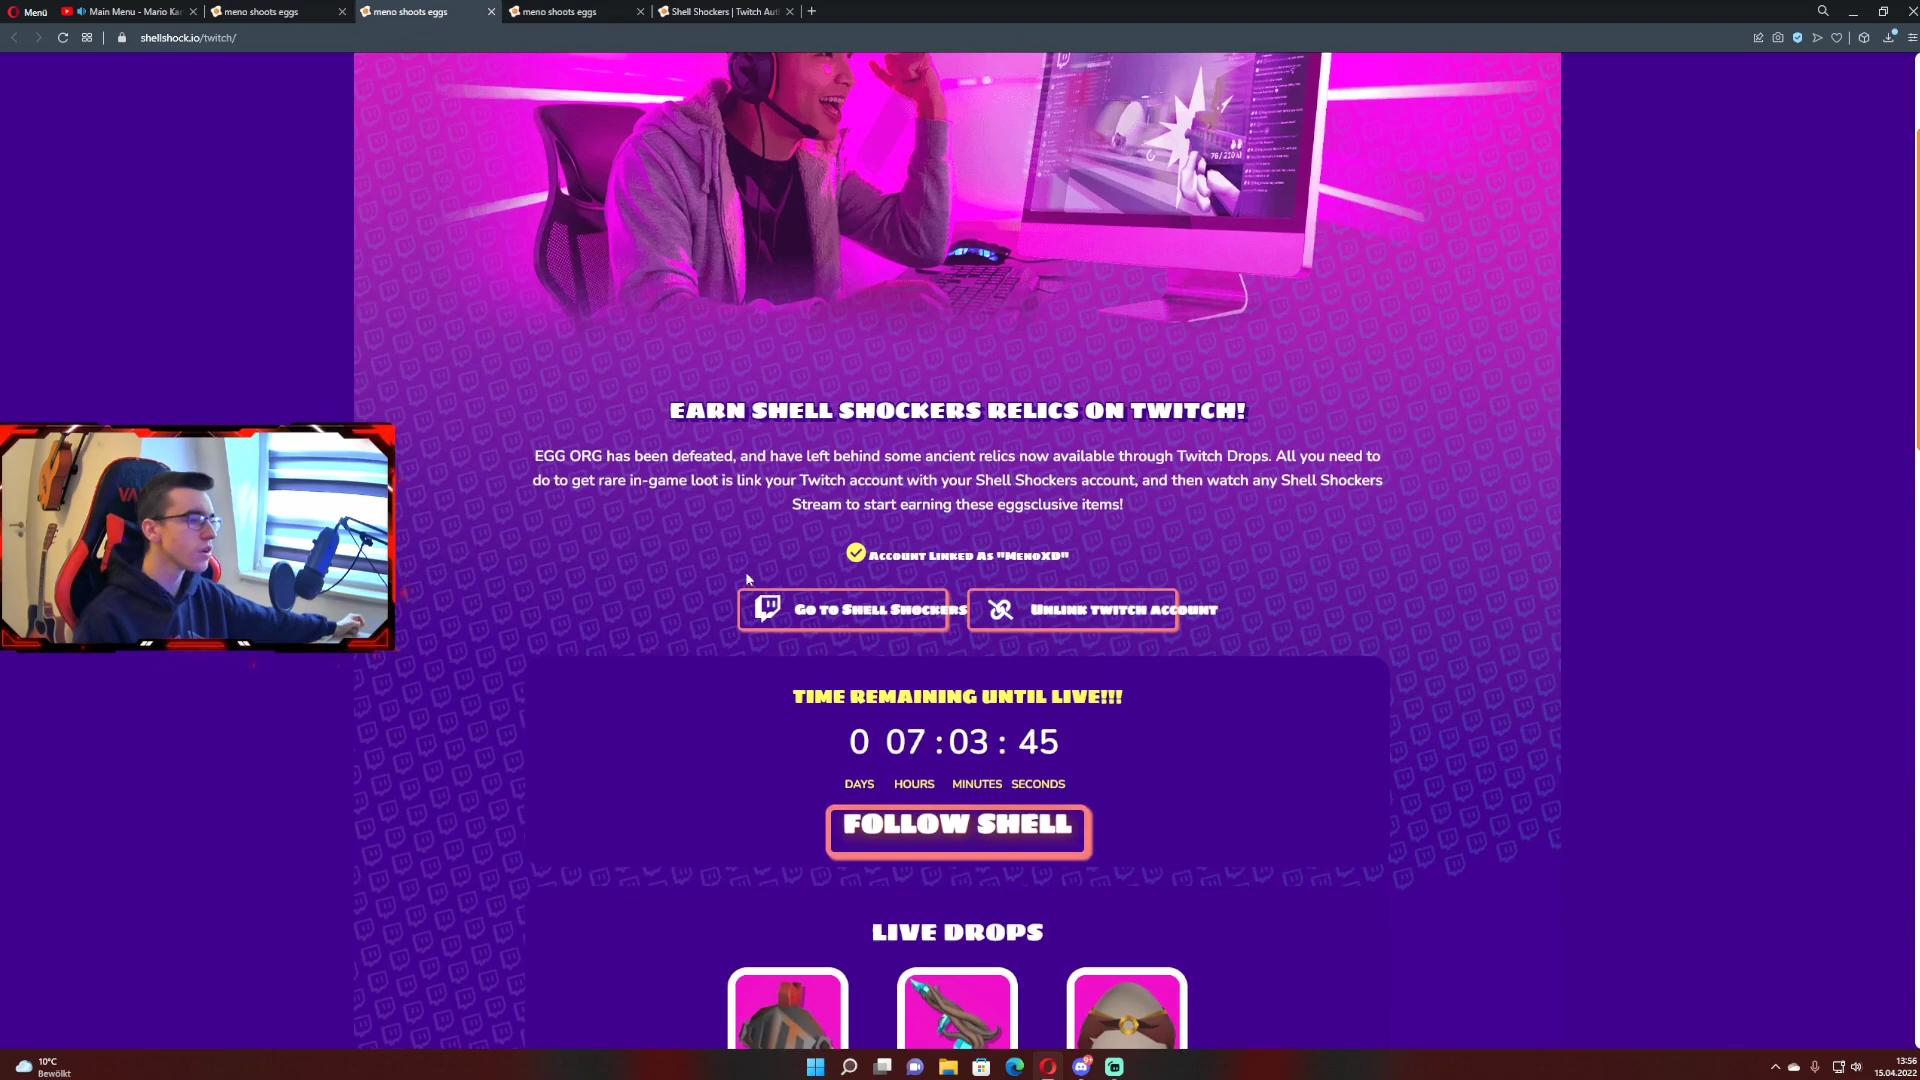 Menü
Main Menu - Mario Kar
meno shoots eggs
meno shoots eggs
meno shoots eggs
Shell Shockers | Twitch Aut
shellshock.io/twitch/
76/210
VA
EARN SHELL SHOCKERS RELICS ON TWITCH!
EGG ORG has been defeated, and have left behind some ancient relics now available through Twitch Drops. All you need to
do to get rare in-game loot is link your Twitch account with your Shell Shockers account, and then watch any Shell Shockers
Stream to start earning these eggsclusive items!
Account Linked As "MenoXD"
Go to Shell Shockers
Unlink twitch account
TIME REMAINING UNTIL LIVE!!!
0 07 : 03 : 45
DAYS HOURS MINUTES SECONDS
FOLLOW SHELL
LIVE DROPS
10°C
Bewölkt
9+
13:56
15.04.2022